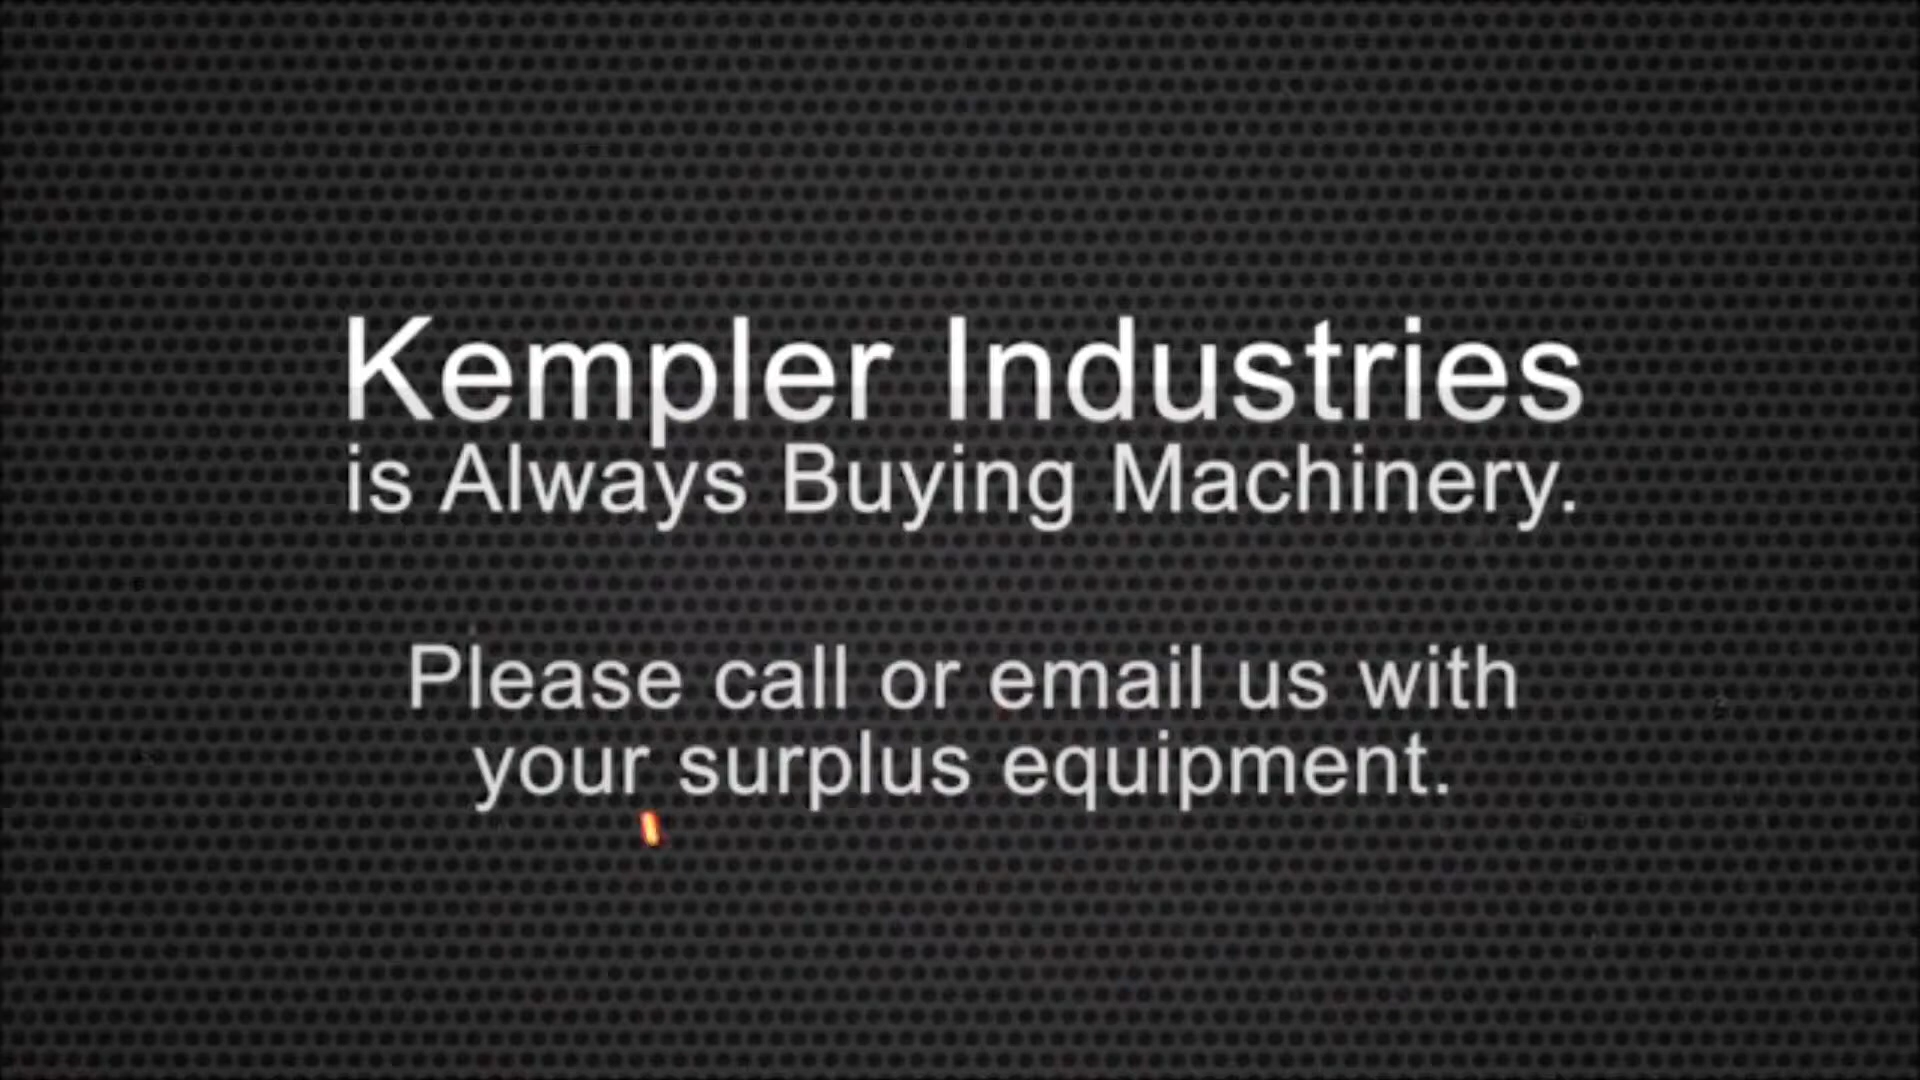 Kempler Industries
is Always Buying Machinery.
Please call or email us with
your surplus equipment.